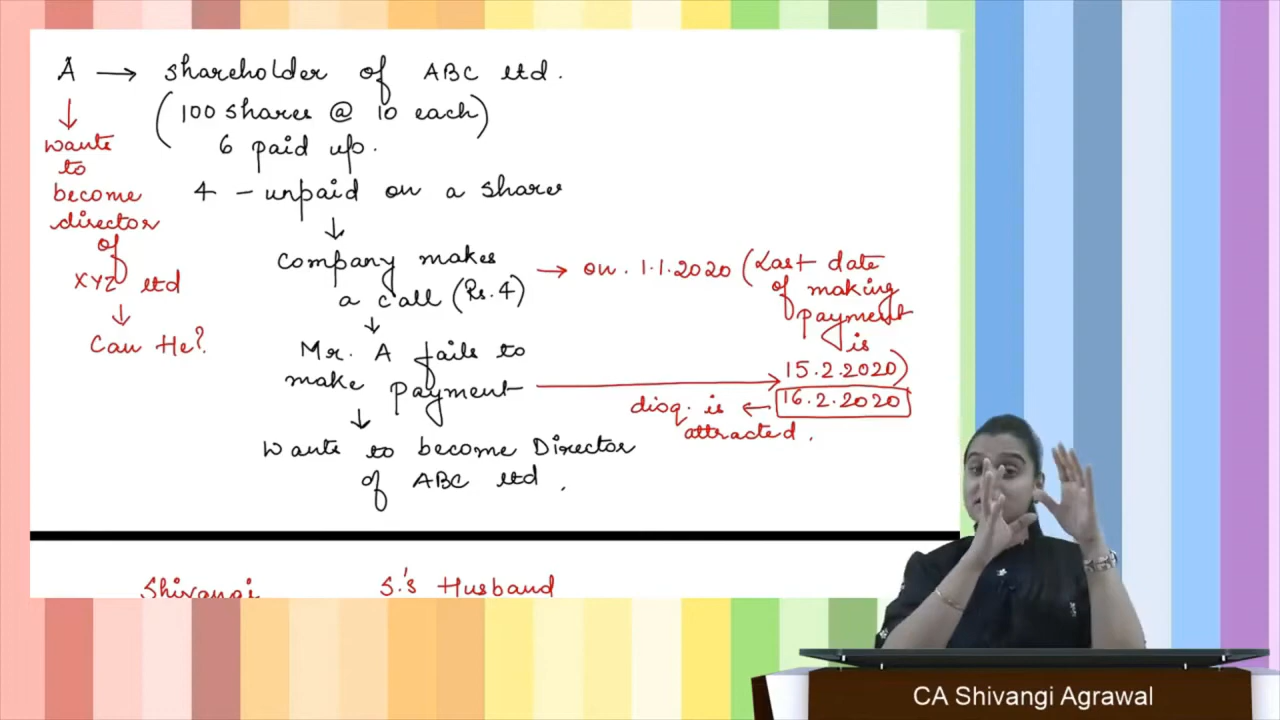 A → shareholder of ABC ltd.
(100 shares @ 10 each)
6 paid up.
4 - unpaid on a share
↓
Company makes
a call (Rs. 4)
→ on 1.1.2020 (Last date
of making
payment
is
15.2.2020)
↓
Mr. A fails to
make payment
→ 16.2.2020
disq. is ←
attracted.
↓
Wants to become Director
of ABC ltd.
↓
wants
to
become
director
of
XYZ ltd
↓
Can He?
Shivangi
S.'s Husband
CA Shivangi Agrawal